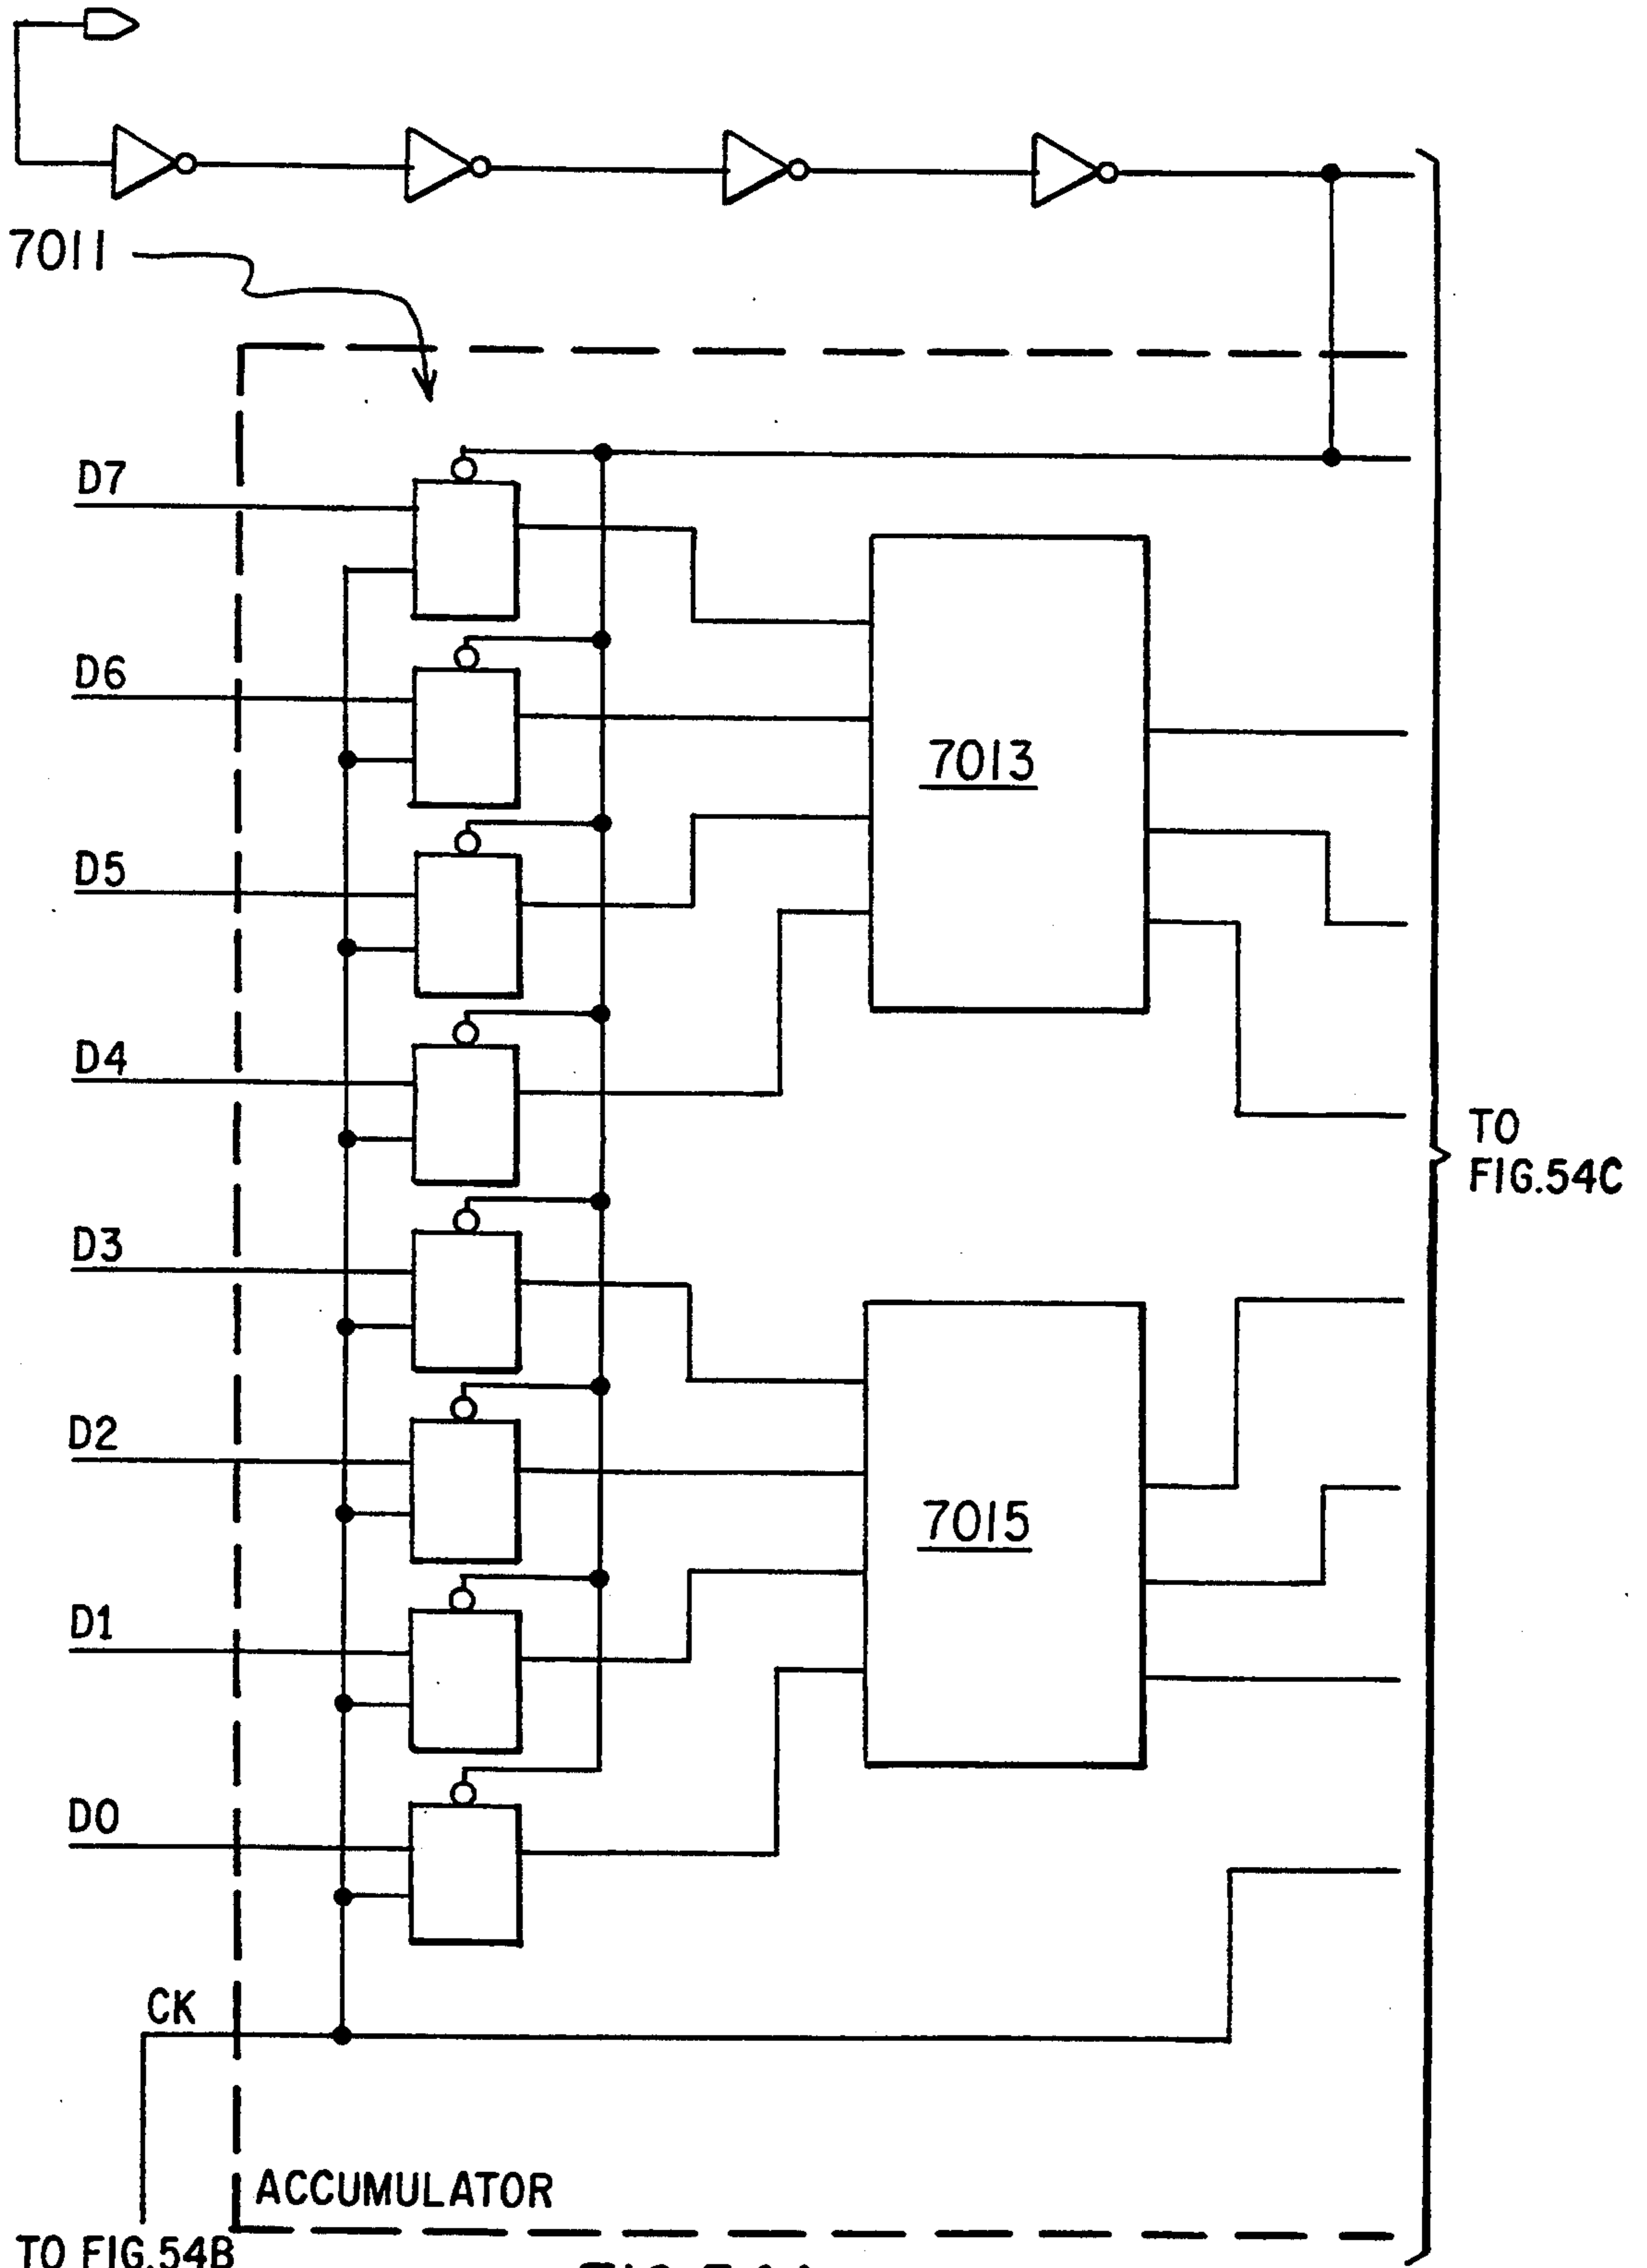 7011
D7
D6
7013
D5
D4
TO
FIG.54C
D3
D2
7015
D1
D0
CK
ACCUMULATOR
TO FIG.54B